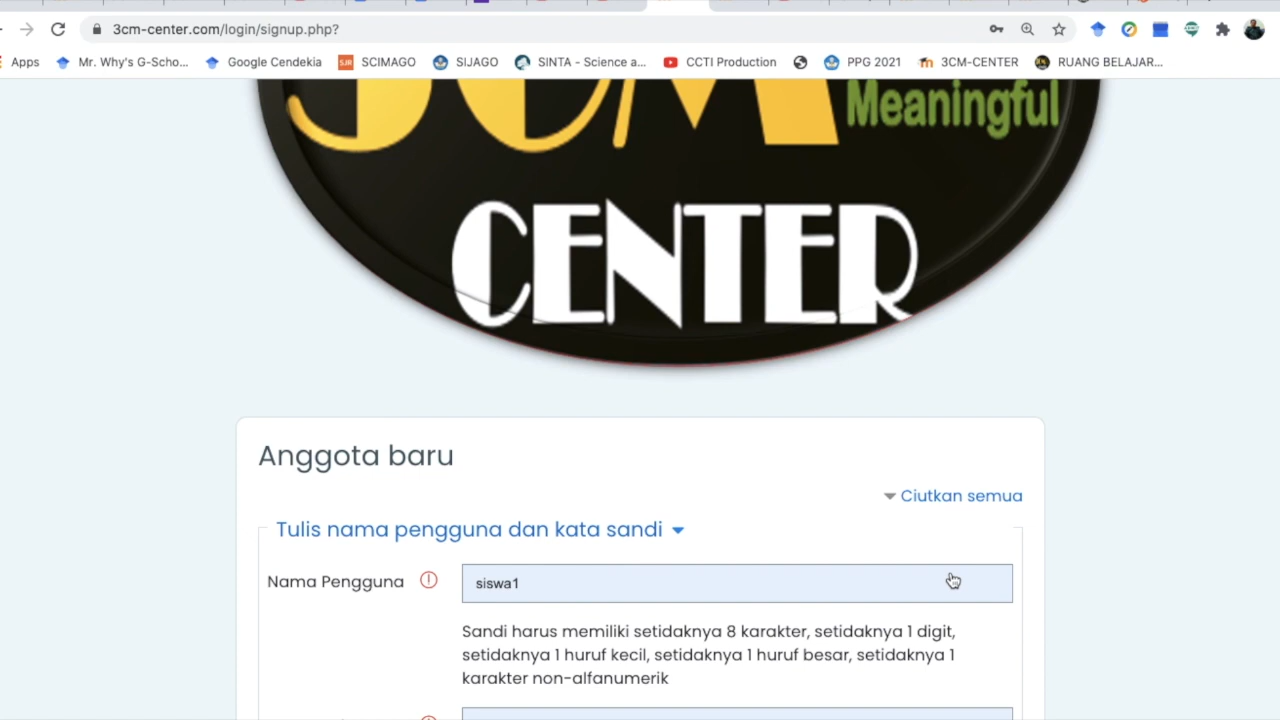 3cm-center.com/login/signup.php?
Apps Mr. Why's G-Scho... Google Cendekia SJR SCIMAGO SIJAGO SINTA - Science a... CCTI Production PPG 2021 3CM-CENTER RUANG BELAJAR...
3CM Meaningful
CENTER
Anggota baru
Ciutkan semua
Tulis nama pengguna dan kata sandi
Nama Pengguna siswa1
Sandi harus memiliki setidaknya 8 karakter, setidaknya 1 digit,
setidaknya 1 huruf kecil, setidaknya 1 huruf besar, setidaknya 1
karakter non-alfanumerik